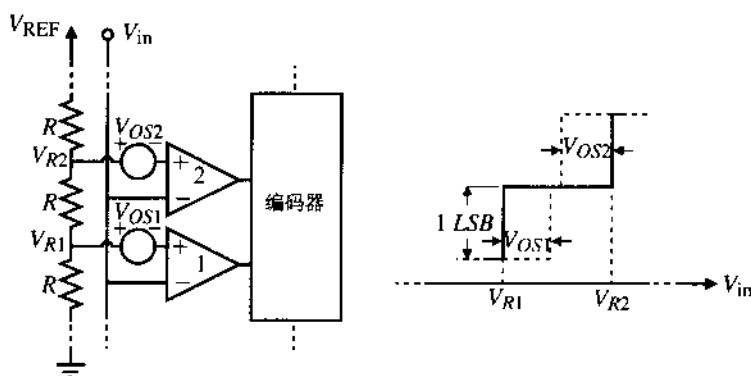 V_REF
V_in
R
V_OS2
+ −
V_R2
+
−
2
R
V_OS1
+ −
V_R1
+
−
1
R
编码器
V_OS2
1 LSB
V_OS1
V_R1
V_R2
V_in